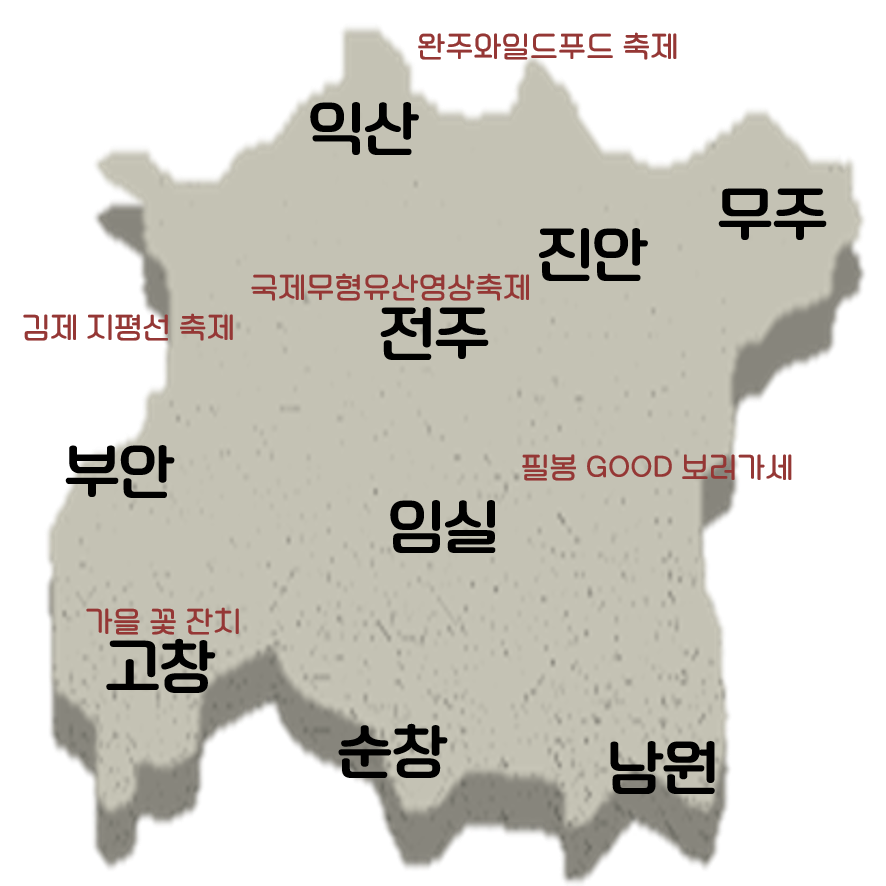 완주와일드푸드 축제
익산
무주
진안
국제무형유산영상축제
김제 지평선 축제
전주
부안
필봉 GOOD 보러가세
임실
가을 꽃 잔치
고창
순창
남원